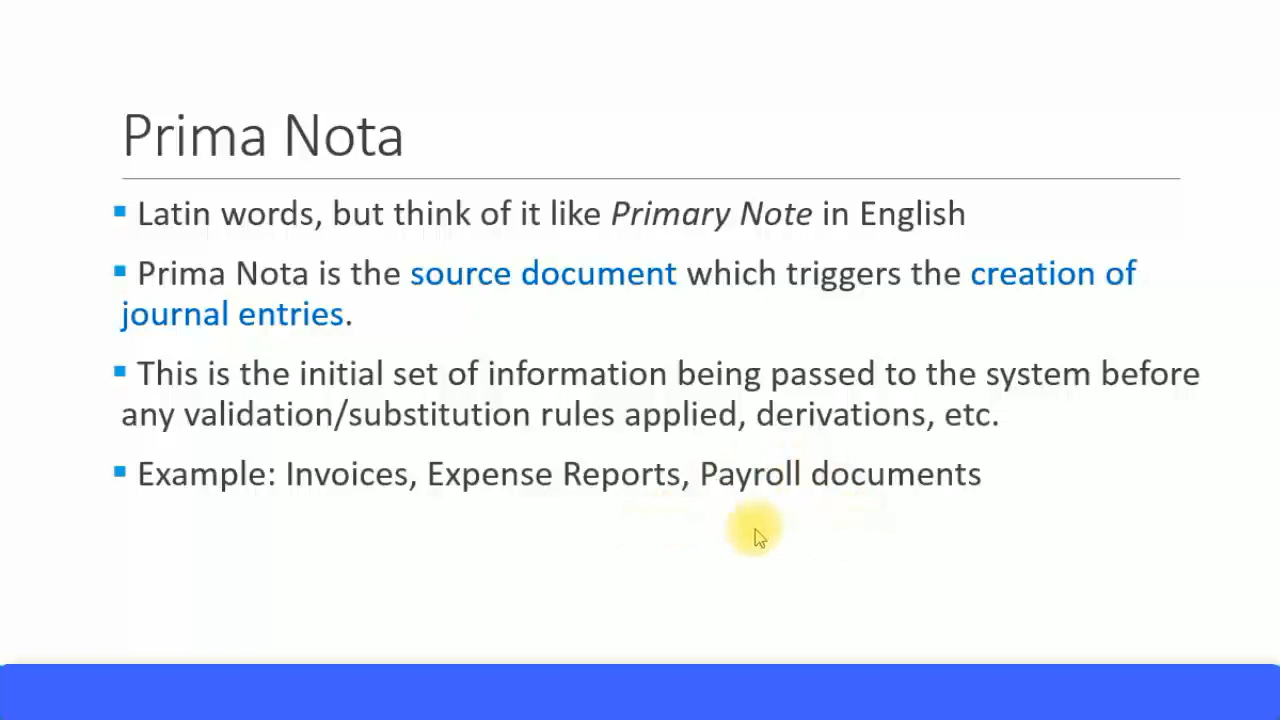 Prima Nota
Latin words, but think of it like Primary Note in English
Prima Nota is the source document which triggers the creation of
journal entries.
This is the initial set of information being passed to the system before
any validation/substitution rules applied, derivations, etc.
Example: Invoices, Expense Reports, Payroll documents